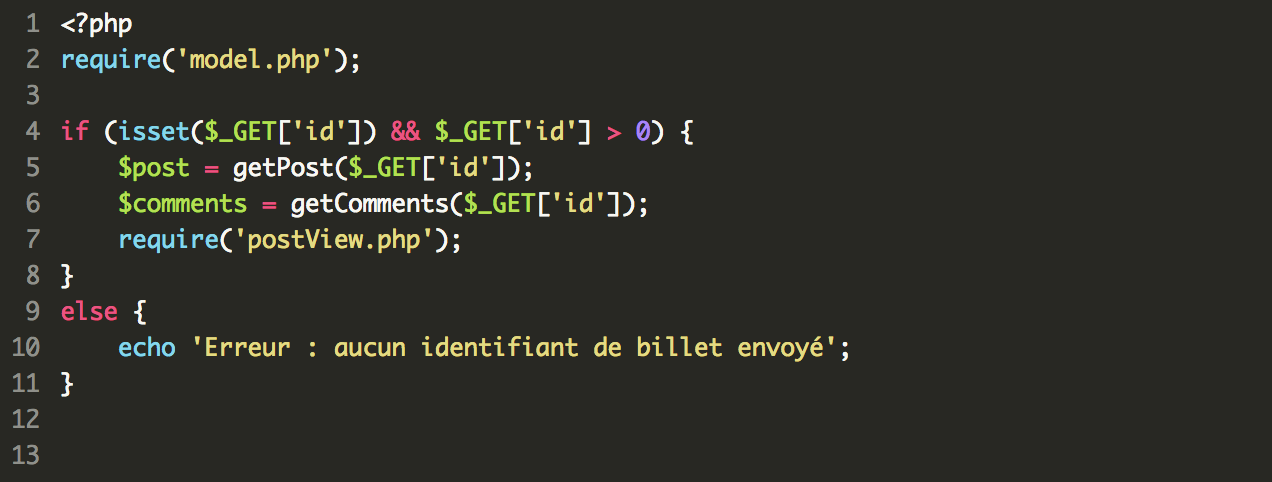 1 <?php
2 require('model.php');
3
4 if (isset($_GET['id']) && $_GET['id'] > 0) {
5     $post = getPost($_GET['id']);
6     $comments = getComments($_GET['id']);
7     require('postView.php');
8 }
9 else {
10     echo 'Erreur : aucun identifiant de billet envoyé';
11 }
12
13